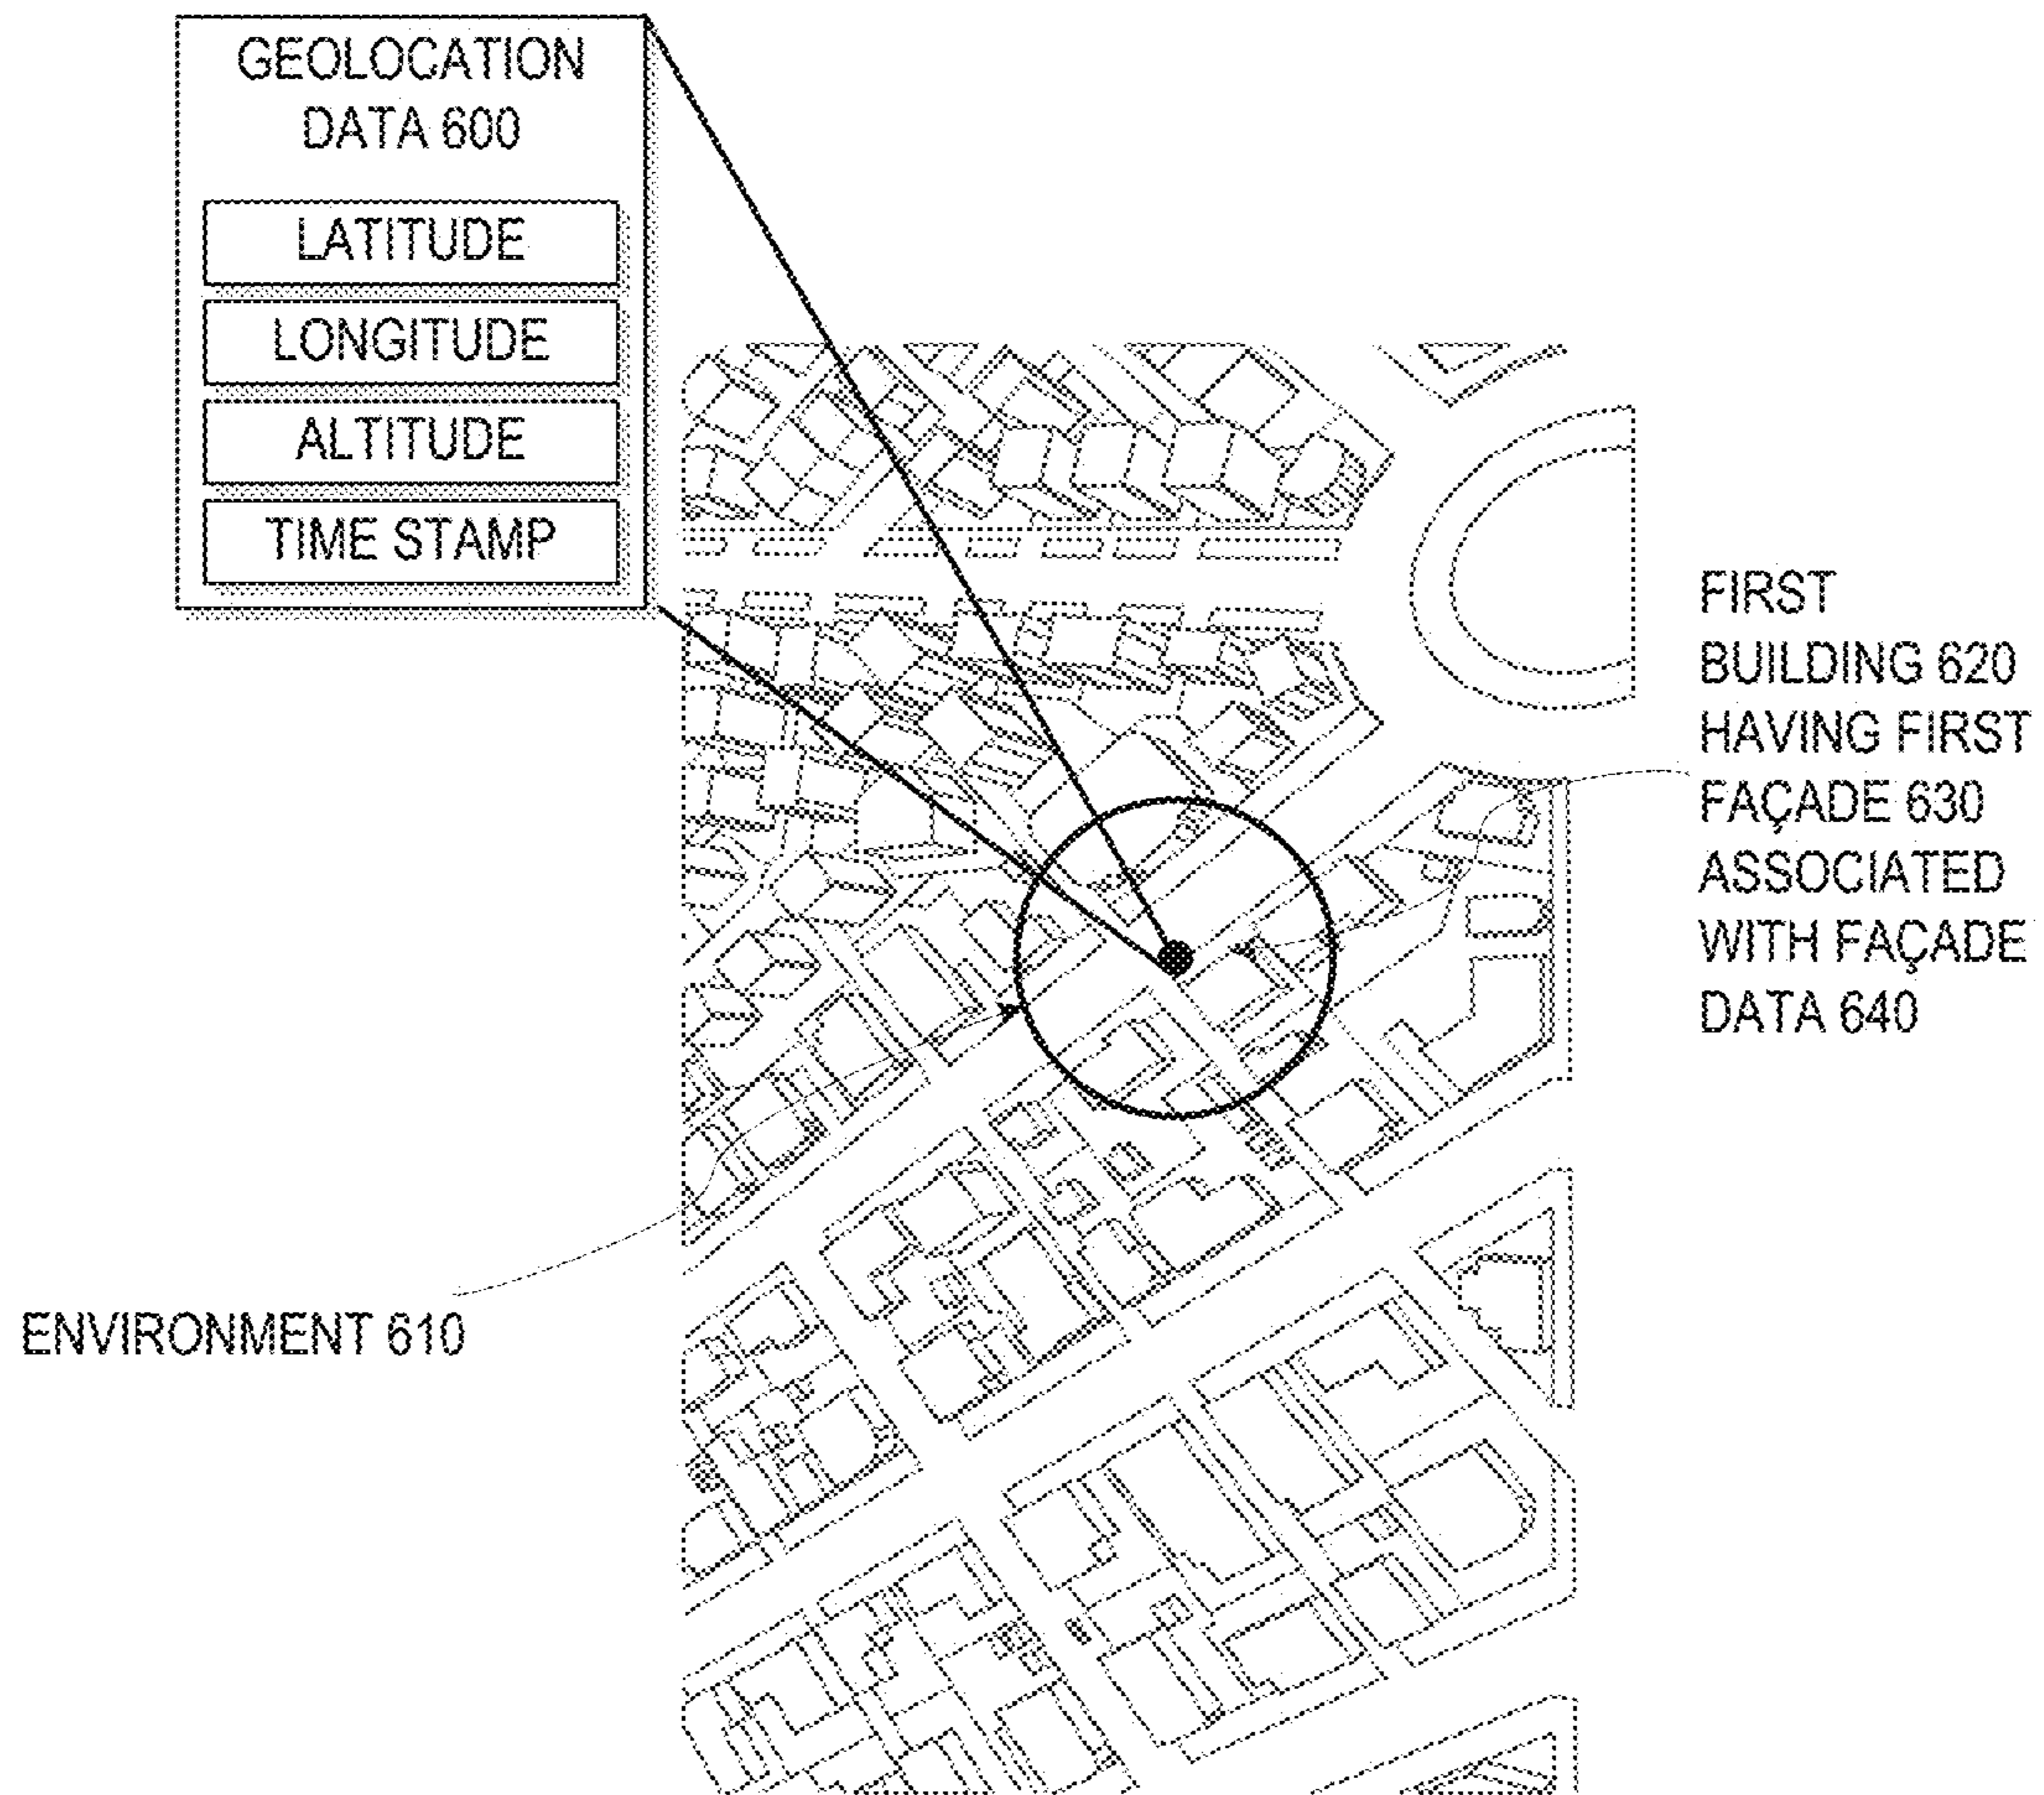 GEOLOCATION
DATA 600
LATITUDE
LONGITUDE
ALTITUDE
TIME STAMP
FIRST
BUILDING 620
HAVING FIRST
FAÇADE 630
ASSOCIATED
WITH FAÇADE
DATA 640
ENVIRONMENT 610